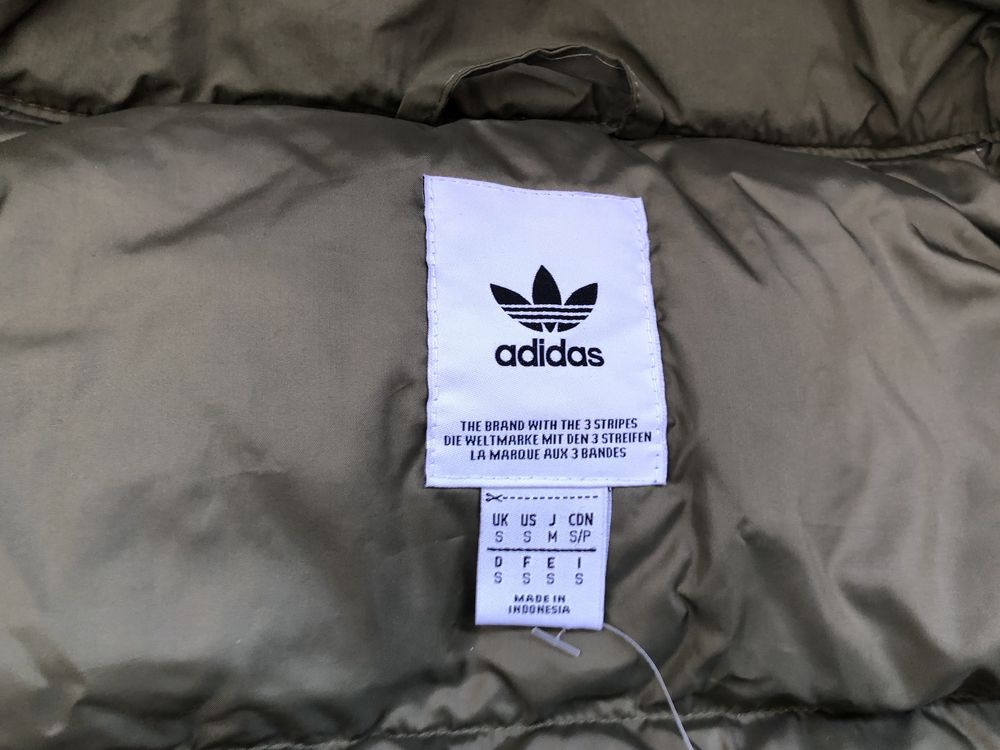 adidas
THE BRAND WITH THE 3 STRIPES
DIE WELTMARKE MIT DEN 3 STREIFEN
LA MARQUE AUX 3 BANDES
UK US J CDN
S S M S/P
D F E I
S S S S
MADE IN
INDONESIA